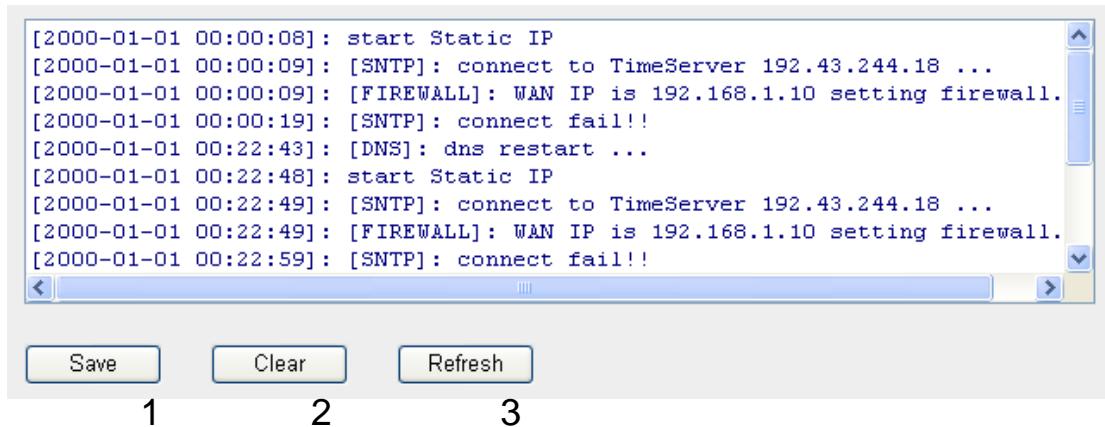 [2000-01-01 00:00:08]: start Static IP
[2000-01-01 00:00:09]: [SNTP]: connect to TimeServer 192.43.244.18 ...
[2000-01-01 00:00:09]: [FIREWALL]: WAN IP is 192.168.1.10 setting firewall.
[2000-01-01 00:00:19]: [SNTP]: connect fail!!
[2000-01-01 00:22:43]: [DNS]: dns restart ...
[2000-01-01 00:22:48]: start Static IP
[2000-01-01 00:22:49]: [SNTP]: connect to TimeServer 192.43.244.18 ...
[2000-01-01 00:22:49]: [FIREWALL]: WAN IP is 192.168.1.10 setting firewall.
[2000-01-01 00:22:59]: [SNTP]: connect fail!!
Save Clear Refresh
1 2 3